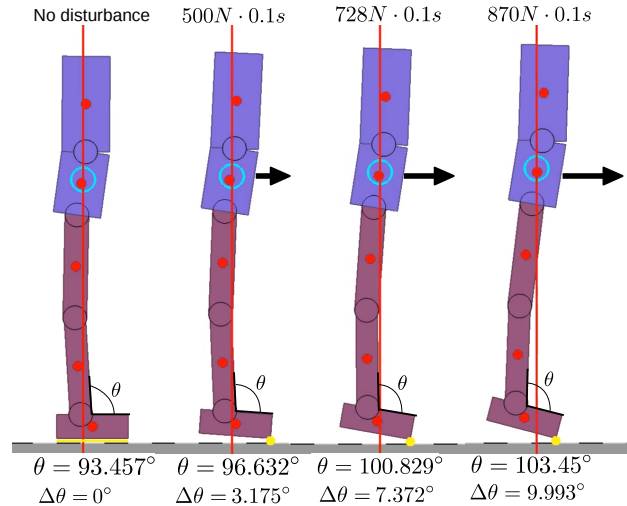 No disturbance
500N · 0.1s
728N · 0.1s
870N · 0.1s
θ
θ
θ
θ
θ = 93.457°
θ = 96.632°
θ = 100.829°
θ = 103.45°
Δθ = 0°
Δθ = 3.175°
Δθ = 7.372°
Δθ = 9.993°